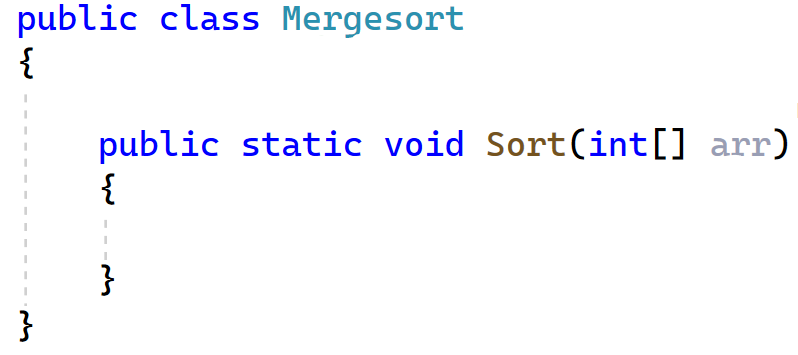 public class Mergesort
{
public static void Sort(int[] arr)
{
}
}